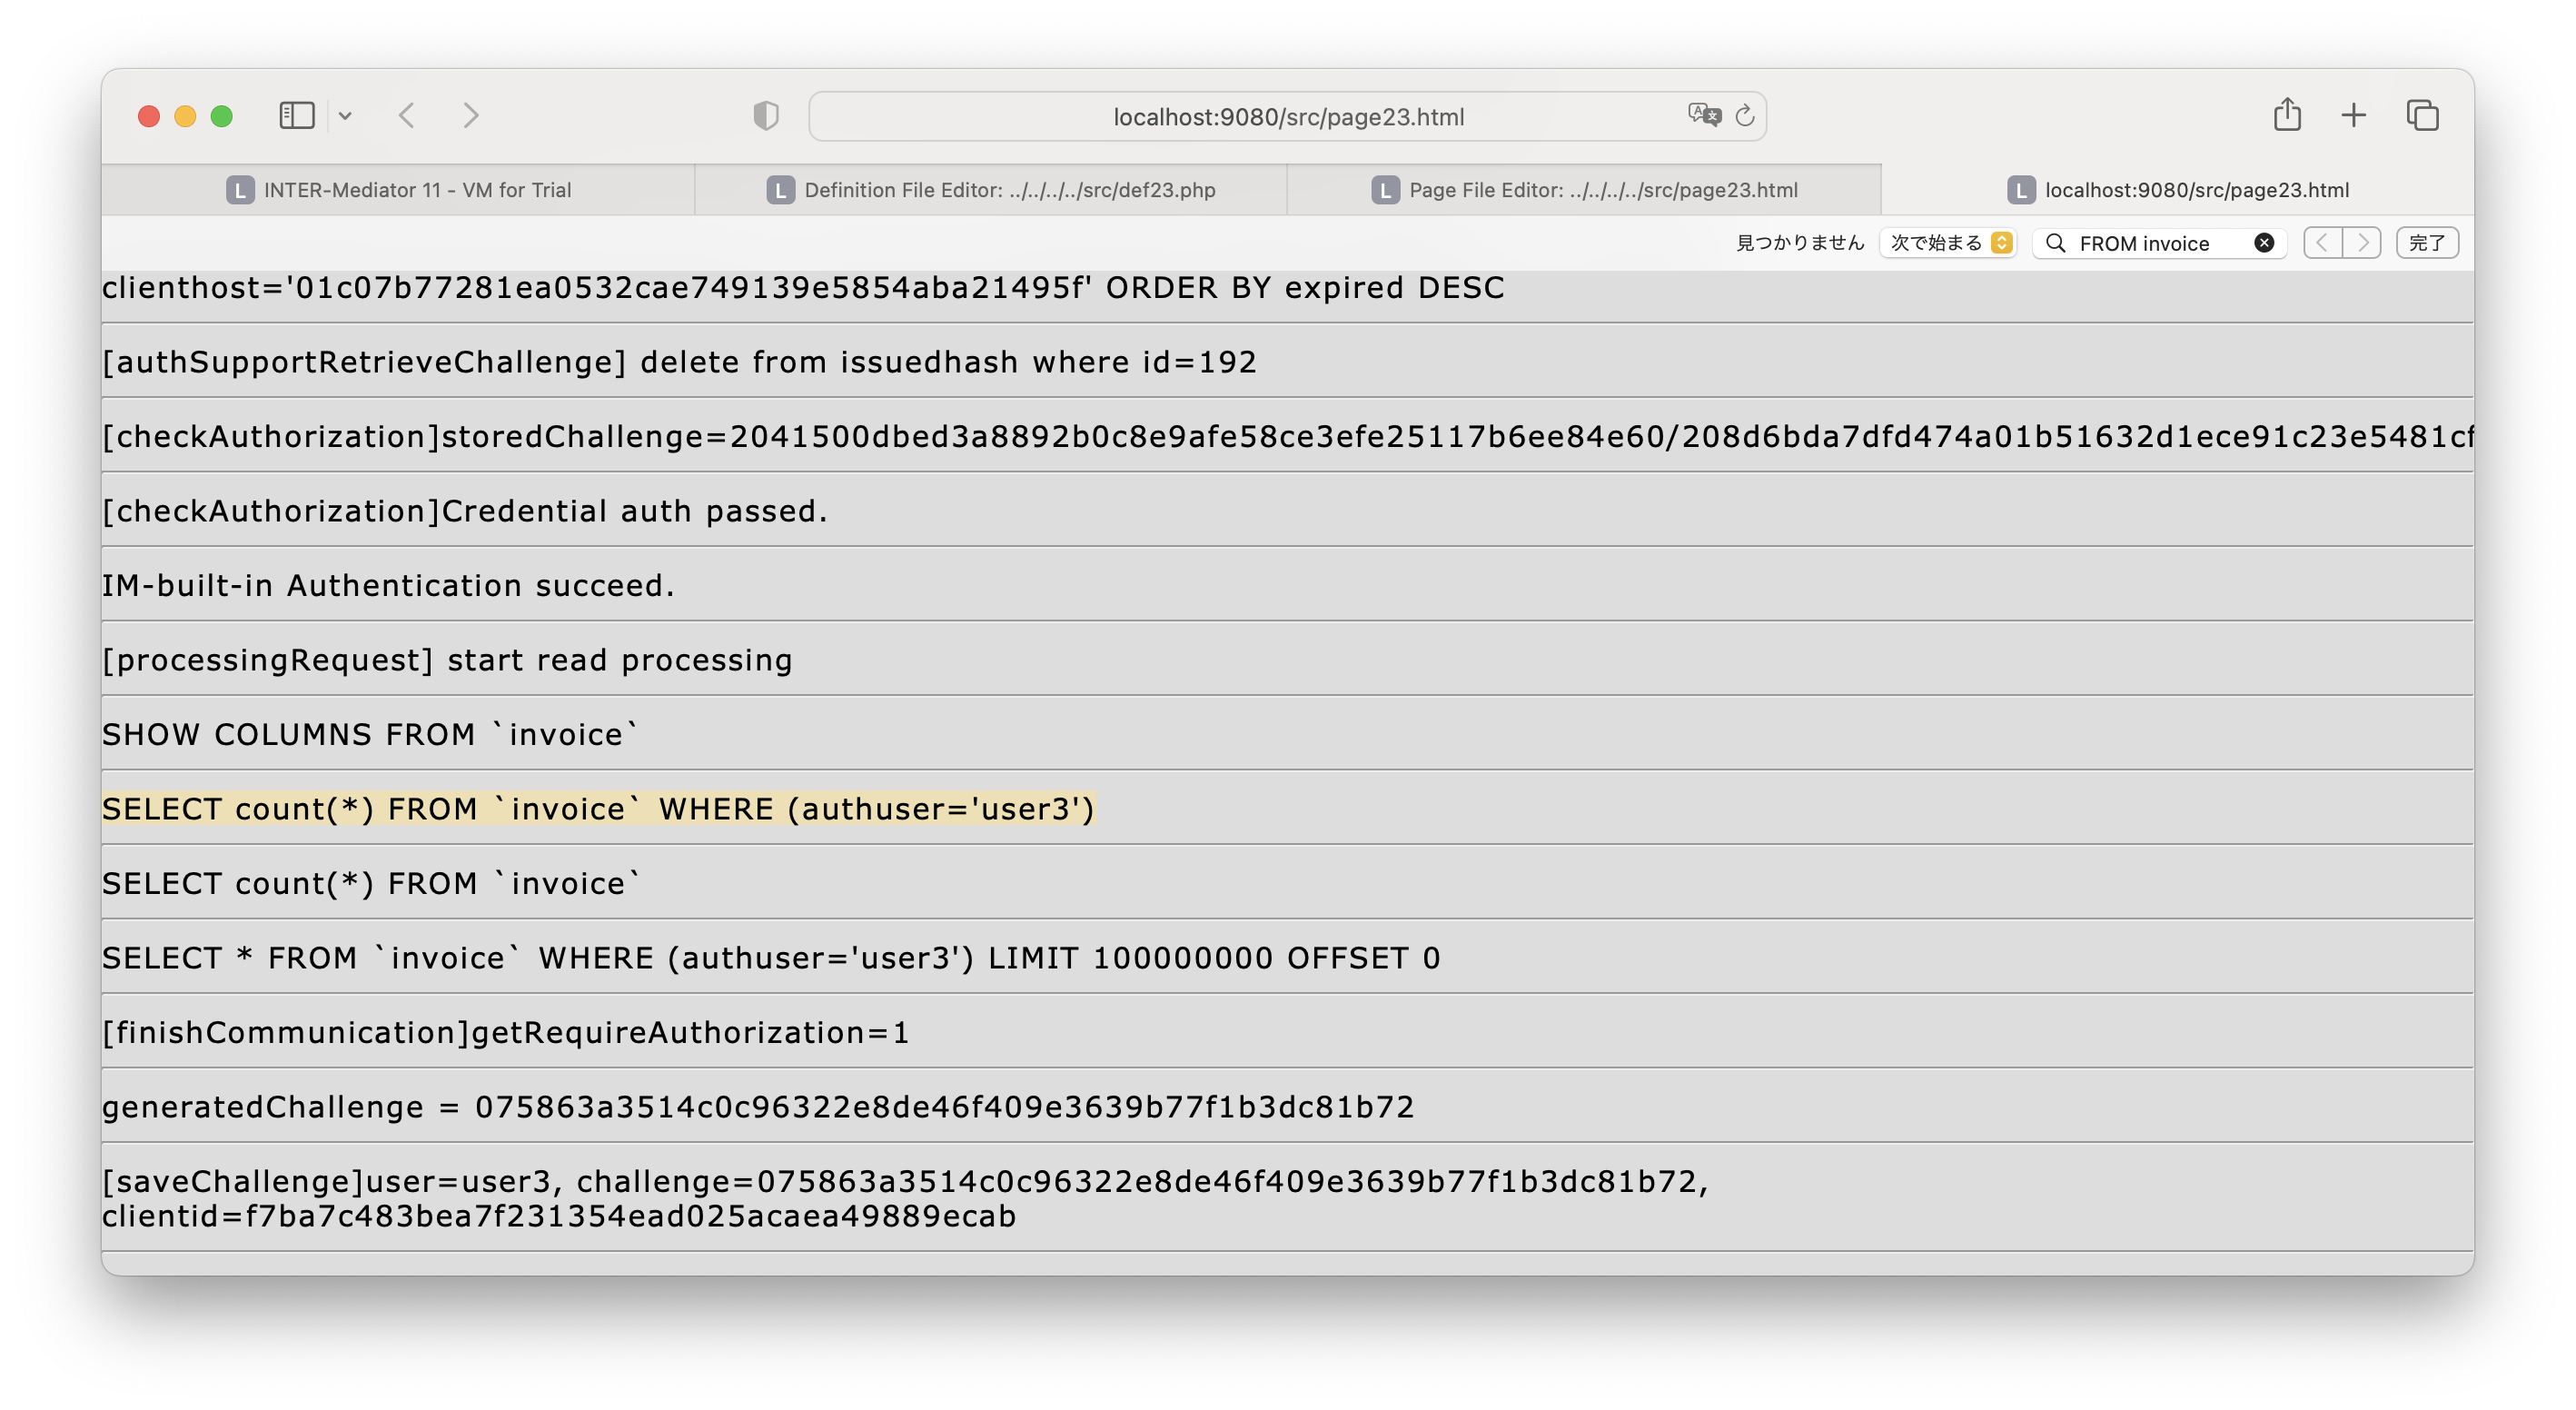 localhost:9080/src/page23.html
L INTER-Mediator 11 - VM for Trial
L Definition File Editor: ../../../../src/def23.php
L Page File Editor: ../../../../src/page23.html
L localhost:9080/src/page23.html
見つかりません 次で始まる FROM invoice 完了
clienthost='01c07b77281ea0532cae749139e5854aba21495f' ORDER BY expired DESC
[authSupportRetrieveChallenge] delete from issuedhash where id=192
[checkAuthorization]storedChallenge=2041500dbed3a8892b0c8e9afe58ce3efe25117b6ee84e60/208d6bda7dfd474a01b51632d1ece91c23e5481cf
[checkAuthorization]Credential auth passed.
IM-built-in Authentication succeed.
[processingRequest] start read processing
SHOW COLUMNS FROM `invoice`
SELECT count(*) FROM `invoice` WHERE (authuser='user3')
SELECT count(*) FROM `invoice`
SELECT * FROM `invoice` WHERE (authuser='user3') LIMIT 100000000 OFFSET 0
[finishCommunication]getRequireAuthorization=1
generatedChallenge = 075863a3514c0c96322e8de46f409e3639b77f1b3dc81b72
[saveChallenge]user=user3, challenge=075863a3514c0c96322e8de46f409e3639b77f1b3dc81b72,
clientid=f7ba7c483bea7f231354ead025acaea49889ecab